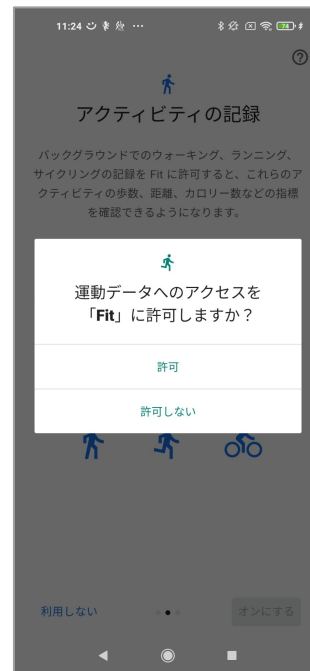 11:24
74
アクティビティの記録
バックグラウンドでのウォーキング、ランニング、
サイクリングの記録を Fit に許可すると、これらのア
クティビティの歩数、距離、カロリー数などの指標
を確認できるようになります。
運動データへのアクセスを
「Fit」に許可しますか？
許可
許可しない
利用しない
オンにする